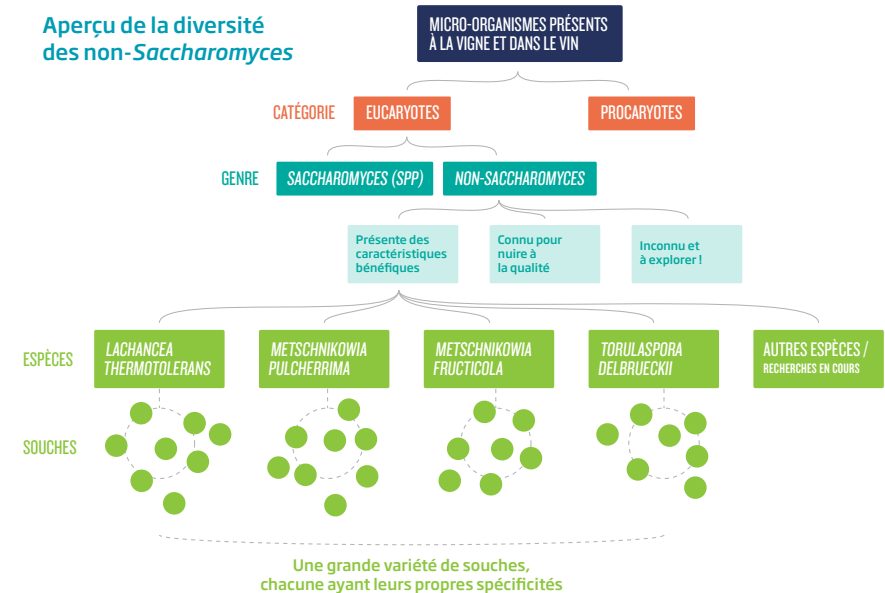 Aperçu de la diversité
des non-Saccharomyces
MICRO-ORGANISMES PRÉSENTS
À LA VIGNE ET DANS LE VIN
CATÉGORIE
EUCARYOTES
PROCARYOTES
GENRE
SACCHAROMYCES (SPP)
NON-SACCHAROMYCES
Présente des
caractéristiques
bénéfiques
Connu pour
nuire à
la qualité
Inconnu et
à explorer !
ESPÈCES
LACHANCEA
THERMOTOLERANS
METSCHNIKOWIA
PULCHERRIMA
METSCHNIKOWIA
FRUCTICOLA
TORULASPORA
DELBRUECKII
AUTRES ESPÈCES /
RECHERCHES EN COURS
SOUCHES
Une grande variété de souches,
chacune ayant leurs propres spécificités